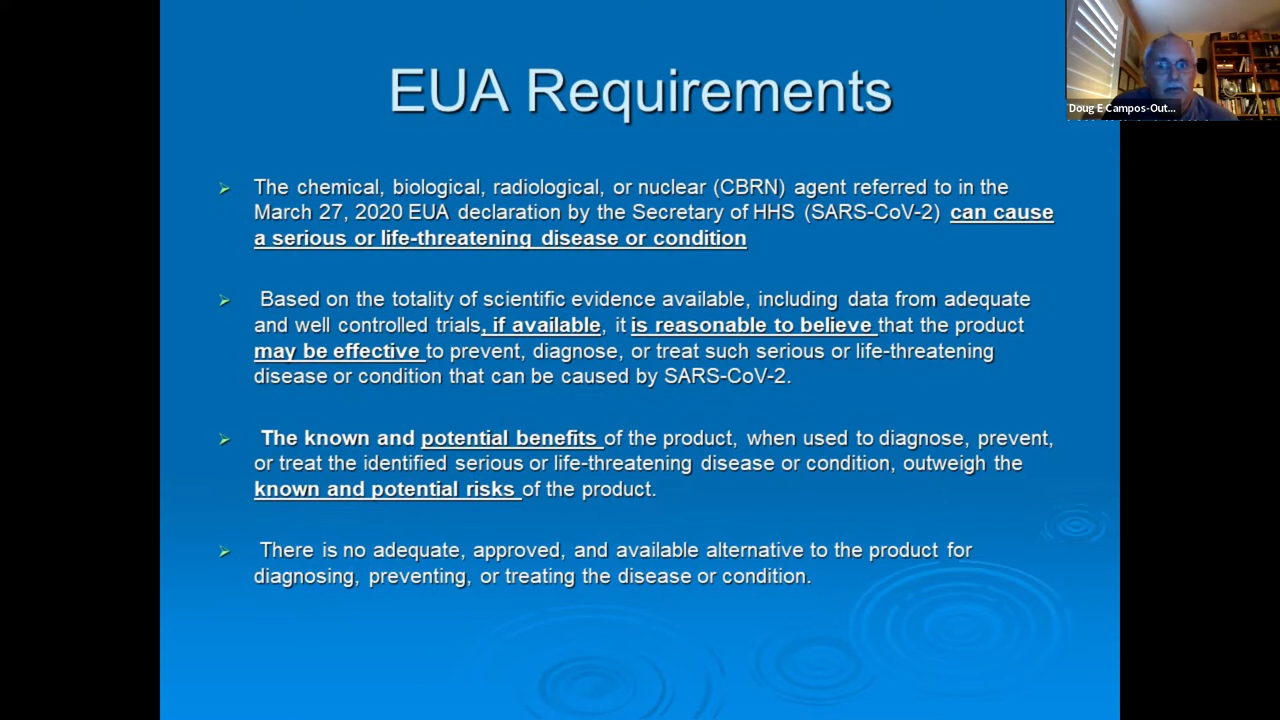 EUA Requirements
Doug E Campos-Out...
The chemical, biological, radiological, or nuclear (CBRN) agent referred to in the
March 27, 2020 EUA declaration by the Secretary of HHS (SARS-CoV-2) can cause
a serious or life-threatening disease or condition
Based on the totality of scientific evidence available, including data from adequate
and well controlled trials, if available, it is reasonable to believe that the product
may be effective to prevent, diagnose, or treat such serious or life-threatening
disease or condition that can be caused by SARS-CoV-2.
The known and potential benefits of the product, when used to diagnose, prevent,
or treat the identified serious or life-threatening disease or condition, outweigh the
known and potential risks of the product.
There is no adequate, approved, and available alternative to the product for
diagnosing, preventing, or treating the disease or condition.